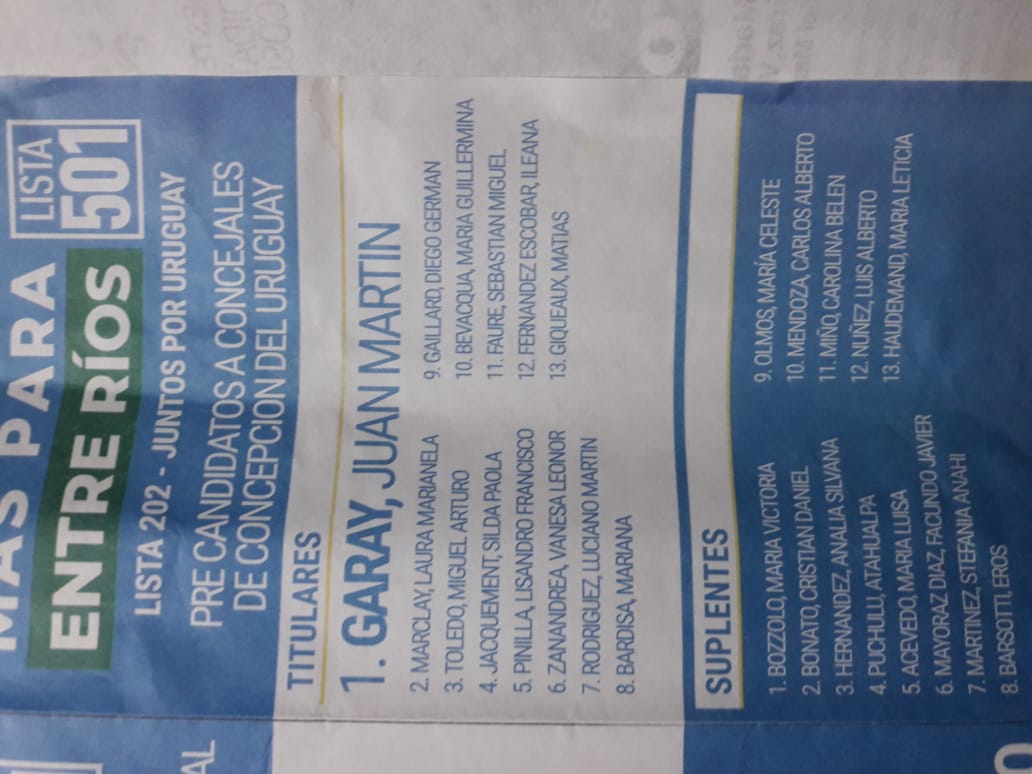 MÁS PARA
ENTRE RÍOS
LISTA
501
LISTA 202 - JUNTOS POR URUGUAY
PRE CANDIDATOS A CONCEJALES
DE CONCEPCION DEL URUGUAY
TITULARES
1. GARAY, JUAN MARTIN
2. MARCLAY, LAURA MARIANELA
3. TOLEDO, MIGUEL ARTURO
4. JACQUEMENT, SILDA PAOLA
5. PINILLA, LISANDRO FRANCISCO
6. ZANANDREA, VANESA LEONOR
7. RODRIGUEZ, LUCIANO MARTIN
8. BARDISA, MARIANA
9. GAILLARD, DIEGO GERMAN
10. BEVACQUA, MARIA GUILLERMINA
11. FAURE, SEBASTIAN MIGUEL
12. FERNANDEZ ESCOBAR, ILEANA
13. GIQUEAUX, MATIAS
SUPLENTES
1. BOZZOLO, MARIA VICTORIA
2. BONATO, CRISTIAN DANIEL
3. HERNANDEZ, ANALIA SILVANA
4. PUCHULU, ATAHUALPA
5. ACEVEDO, MARIA LUISA
6. MAYORAZ DIAZ, FACUNDO JAVIER
7. MARTINEZ, STEFANIA ANAHI
8. BARSOTTI, EROS
9. OLMOS, MARÍA CELESTE
10. MENDOZA, CARLOS ALBERTO
11. MIÑO, CAROLINA BELEN
12. NUÑEZ, LUIS ALBERTO
13. HAUDEMAND, MARIA LETICIA